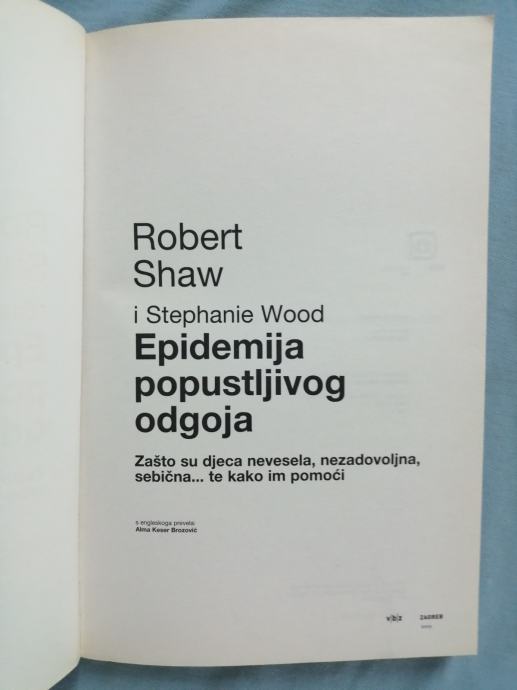 Robert
Shaw
i Stephanie Wood
Epidemija
popustljivog
odgoja
Zašto su djeca nevesela, nezadovoljna,
sebična... te kako im pomoći
s engleskoga prevela:
Alma Keser Brozović
v|b|z ZAGREB